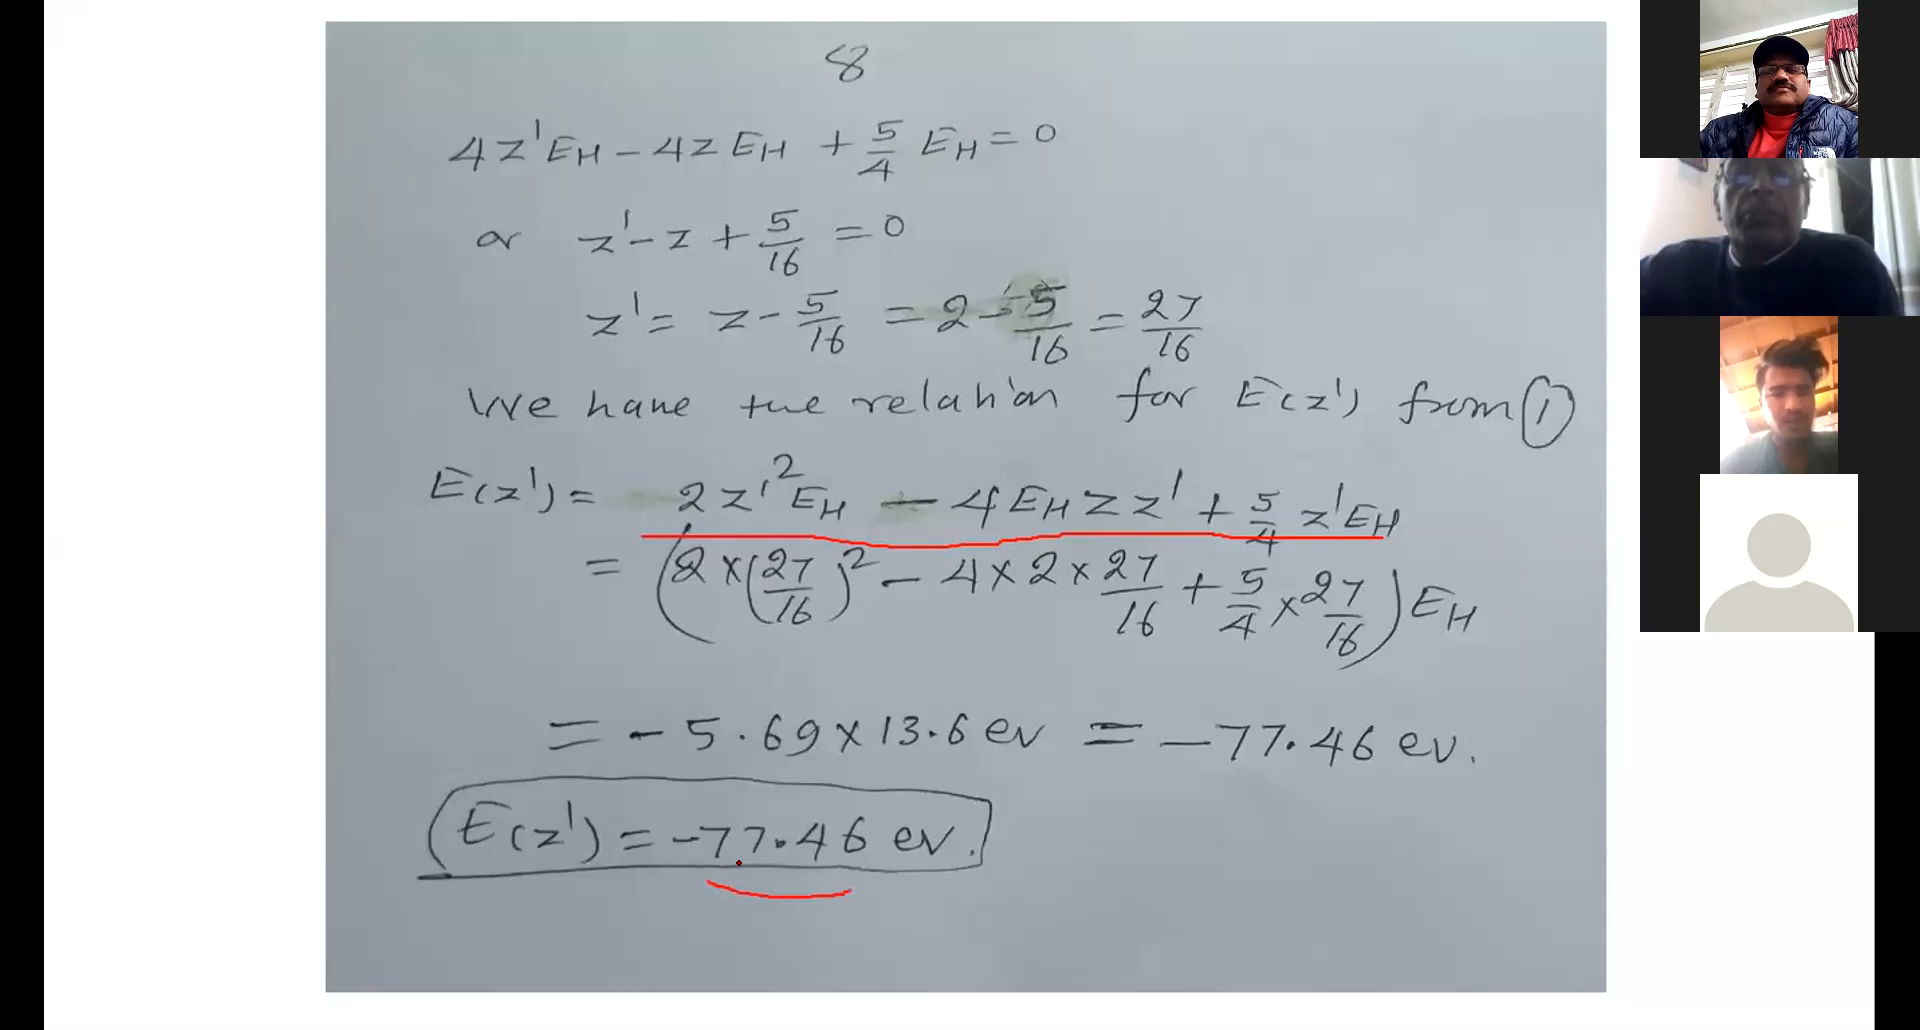 8
4Z'E_H - 4ZE_H + 5/4 E_H = 0
or Z' - Z + 5/16 = 0
Z' = Z - 5/16 = 2 - 5/16 = 27/16
We have the relation for E(Z') from ①
E(Z') = 2Z'²E_H - 4E_H Z Z' + 5/4 Z'E_H
= (2 × (27/16)² - 4 × 2 × 27/16 + 5/4 × 27/16) E_H
= -5.69 × 13.6 ev = -77.46 ev.
E(Z') = -77.46 ev.